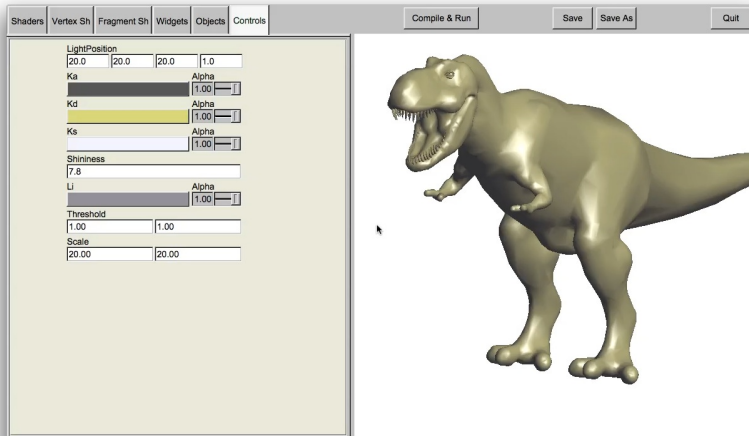 Shaders Vertex Sh Fragment Sh Widgets Objects Controls Compile & Run Save Save As Quit
LightPosition
20.0 20.0 20.0 1.0
Ka Alpha
1.00
Kd Alpha
1.00
Ks Alpha
1.00
Shininess
7.8
Li Alpha
1.00
Threshold
1.00 1.00
Scale
20.00 20.00